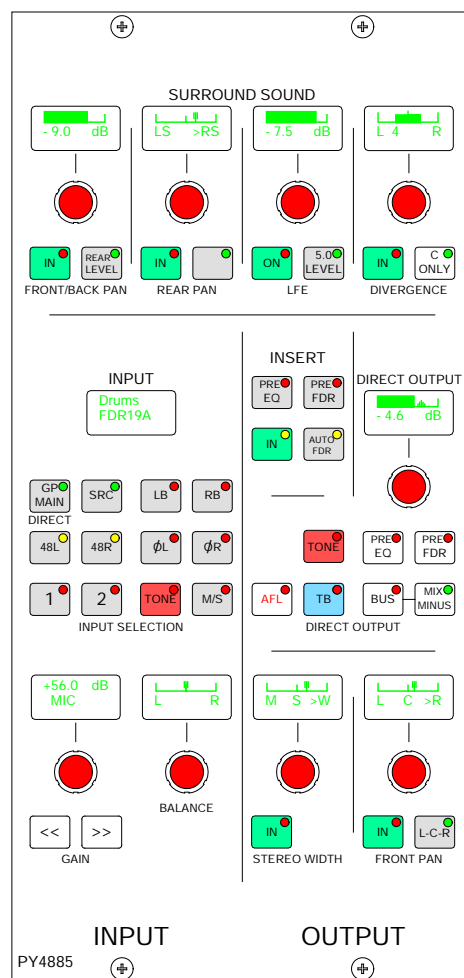 SURROUND SOUND
- 9.0 dB
LS >RS
- 7.5 dB
L 4 R
IN
REAR
LEVEL
IN
ON
5.0
LEVEL
IN
C
ONLY
FRONT/BACK PAN
REAR PAN
LFE
DIVERGENCE
INPUT
Drums
FDR19A
INSERT
PRE
EQ
PRE
FDR
IN
AUTO
FDR
DIRECT OUTPUT
- 4.6 dB
GP
MAIN
SRC
LB
RB
DIRECT
48L
48R
ϕL
ϕR
1
2
TONE
M/S
INPUT SELECTION
TONE
PRE
EQ
PRE
FDR
AFL
TB
BUS
MIX
MINUS
DIRECT OUTPUT
+56.0 dB
MIC
L R
M S >W
L C >R
BALANCE
<<
>>
GAIN
IN
STEREO WIDTH
IN
L-C-R
FRONT PAN
INPUT
OUTPUT
PY4885